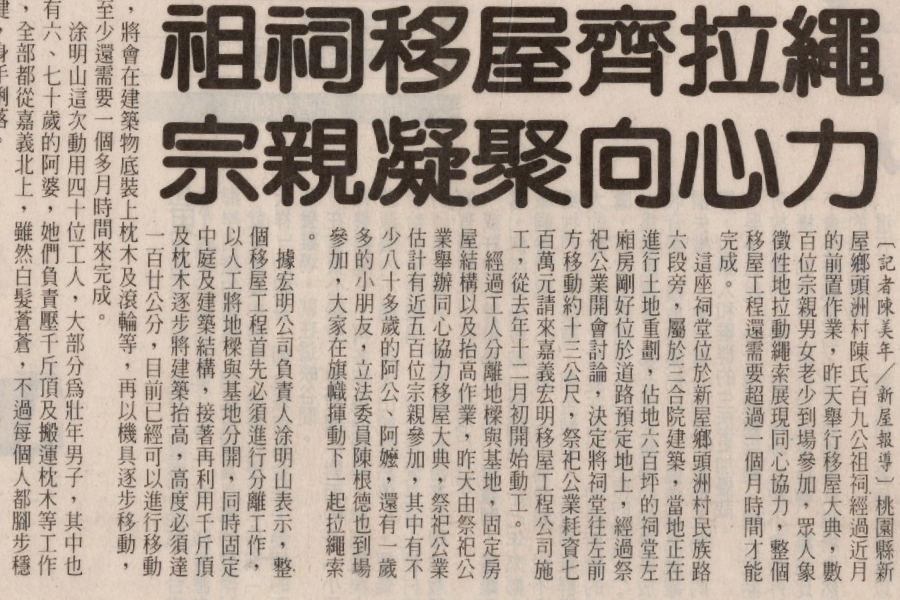 祖祠移屋齊拉繩
宗親凝聚向心力
〔記者陳美年╱新屋報導〕桃園縣新
屋鄉頭洲村陳氏百九公祖祠經過近月
的前置作業，昨天舉行移屋大典，數
百位宗親男女老少到場參加，眾人象
徵性地拉動繩索展現同心協力，整個
移屋工程還需要超過一個月時間才能
完成。
這座祠堂位於新屋鄉頭洲村民族路
六段旁，屬於三合院建築，當地正在
進行土地重劃，佔地六百坪的祠堂左
廂房剛好位於道路預定地上，經過祭
祀公業開會討論，決定將祠堂往左前
方移動約十三公尺，祭祀公業耗資七
百萬元請來嘉義宏明移屋工程公司施
工，從去年十二月初開始動工。
經過工人分離地樑與基地，固定房
屋結構以及抬高作業，昨天由祭祀公
業舉辦同心協力移屋大典，祭祀公業
估計有近五百位宗親參加，其中有不
少八十多歲的阿公、阿嬤，還有一歲
多的小朋友，立法委員陳根德也到場
參加，大家在旗幟揮動下一起拉繩索
。
據宏明公司負責人涂明山表示，整
個移屋工程首先必須進行分離工作，
以人工將地樑與基地分開，同時固定
中庭及建築結構，接著再利用千斤頂
及枕木逐步將建築抬高，高度必須達
一百廿公分，目前已經可以進行移動
，將會在建築物底裝上枕木及滾輪等，再以機具逐步移動，
至少還需要一個多月時間來完成。
涂明山這次動用四十位工人，大部分為壯年男子，其中也
有六、七十歲的阿婆，她們負責壓千斤頂及搬運枕木等工作
，全部都從嘉義北上，雖然白髮蒼蒼，不過每個人都腳步穩
健，身手俐落。